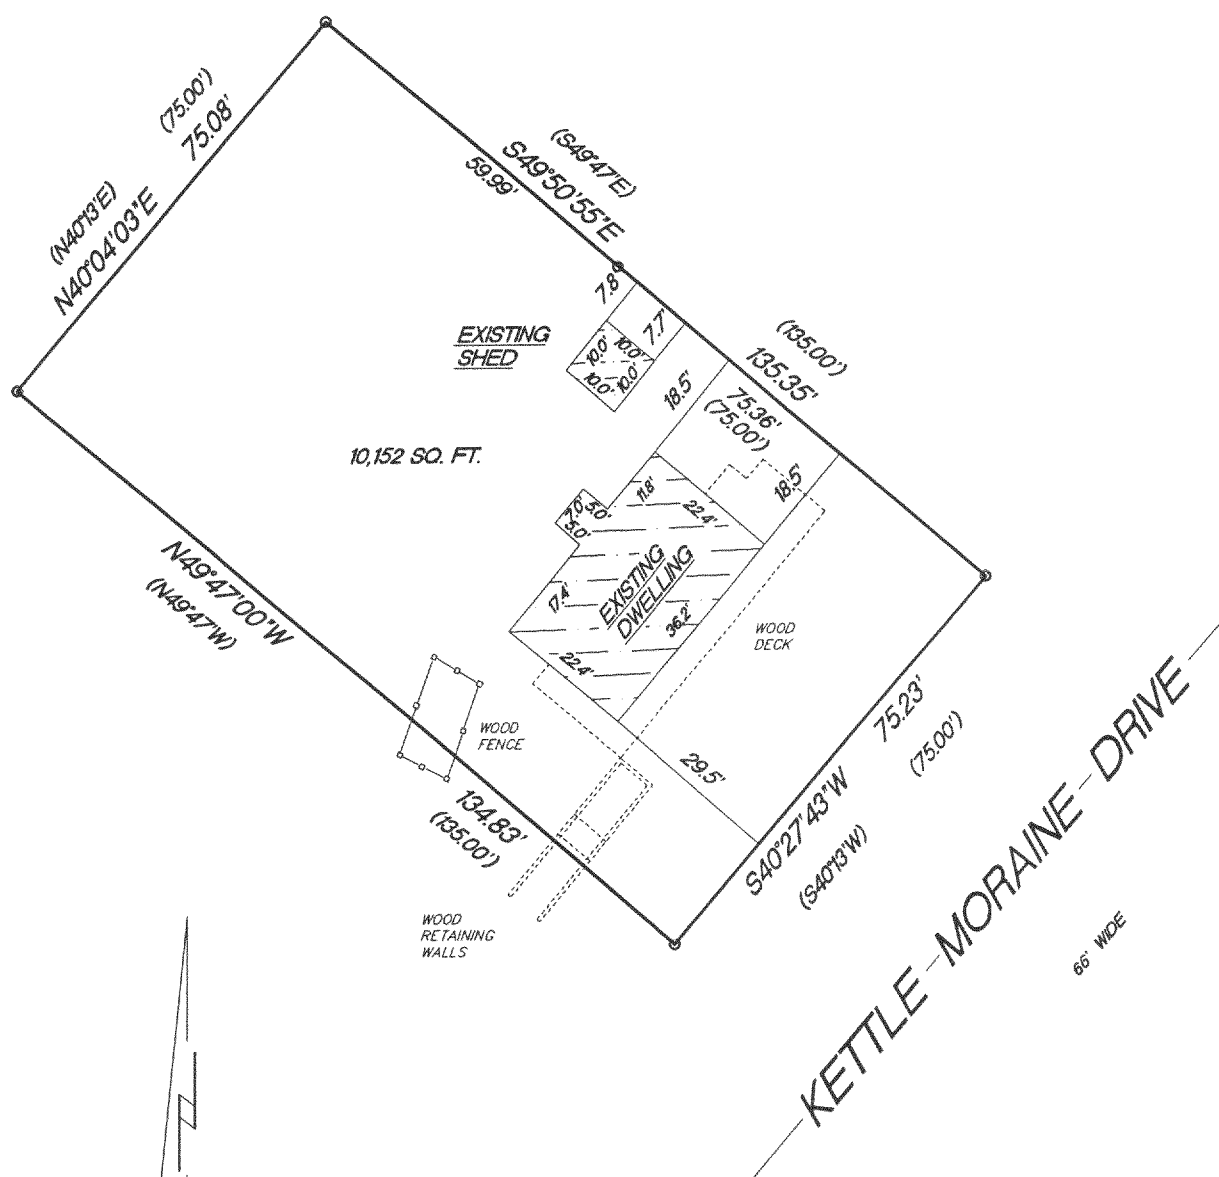 (75.00')
75.08'
(N40°13'E)
N40°04'03"E
(S49°47'E)
S49°50'55"E
59.99'
7.8'
7.7'
EXISTING
SHED
10.0'
10.0'
10.0'
10.0'
(135.00')
135.35'
75.36'
(75.00')
18.5'
18.5'
10,152 SQ. FT.
11.8'
22.4'
7.0'
5.0'
5.0'
EXISTING
DWELLING
17.4'
36.2'
22.4'
WOOD
DECK
N49°47'00"W
(N49°47'W)
WOOD
FENCE
134.83'
(135.00')
29.5'
75.23'
(75.00')
S40°27'43"W
(S40°13'W)
WOOD
RETAINING
WALLS
KETTLE MORAINE DRIVE
66' WIDE
N